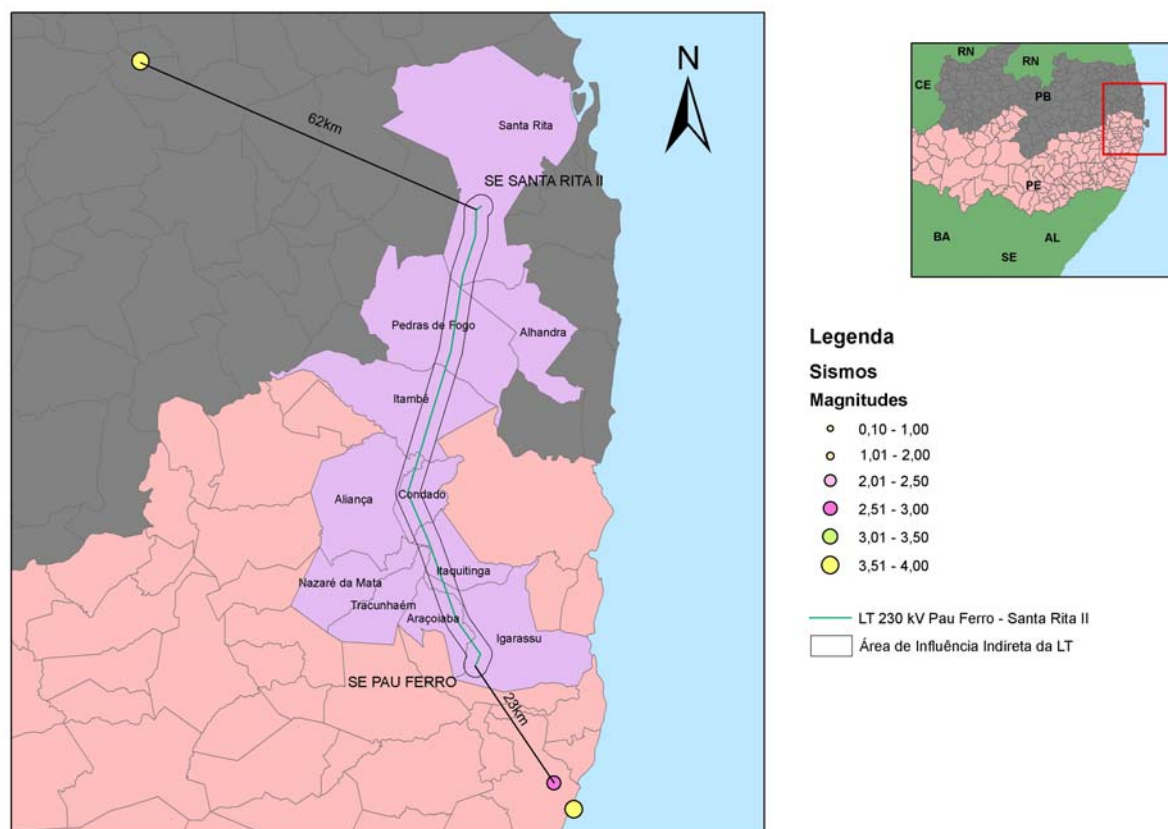 N
62km
Santa Rita
SE SANTA RITA II
Pedras de Fogo
Alhandra
Itambé
Aliança
Condado
Itaquitinga
Nazaré da Mata
Tracunhaém
Araçoiaba
Igarassu
SE PAU FERRO
23km
RN
RN
CE
PB
PE
BA
AL
SE
Legenda
Sismos
Magnitudes
0,10 - 1,00
1,01 - 2,00
2,01 - 2,50
2,51 - 3,00
3,01 - 3,50
3,51 - 4,00
LT 230 kV Pau Ferro - Santa Rita II
Área de Influência Indireta da LT